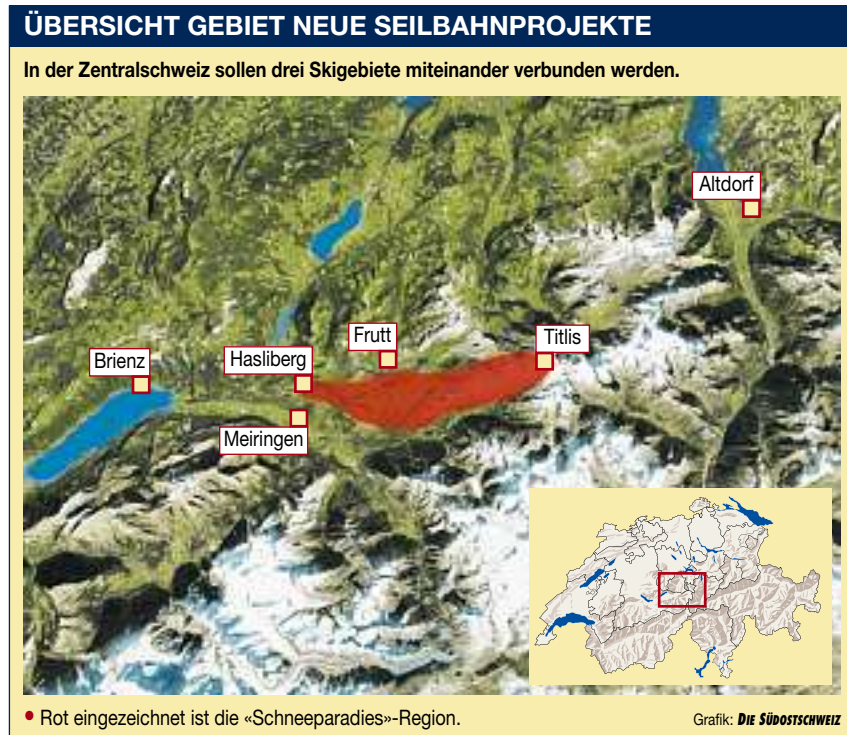 ÜBERSICHT GEBIET NEUE SEILBAHNPROJEKTE
In der Zentralschweiz sollen drei Skigebiete miteinander verbunden werden.
Altdorf
Frutt
Titlis
Brienz
Hasliberg
Meiringen
• Rot eingezeichnet ist die «Schneeparadies»-Region.
Grafik: DIE SÜDOSTSCHWEIZ